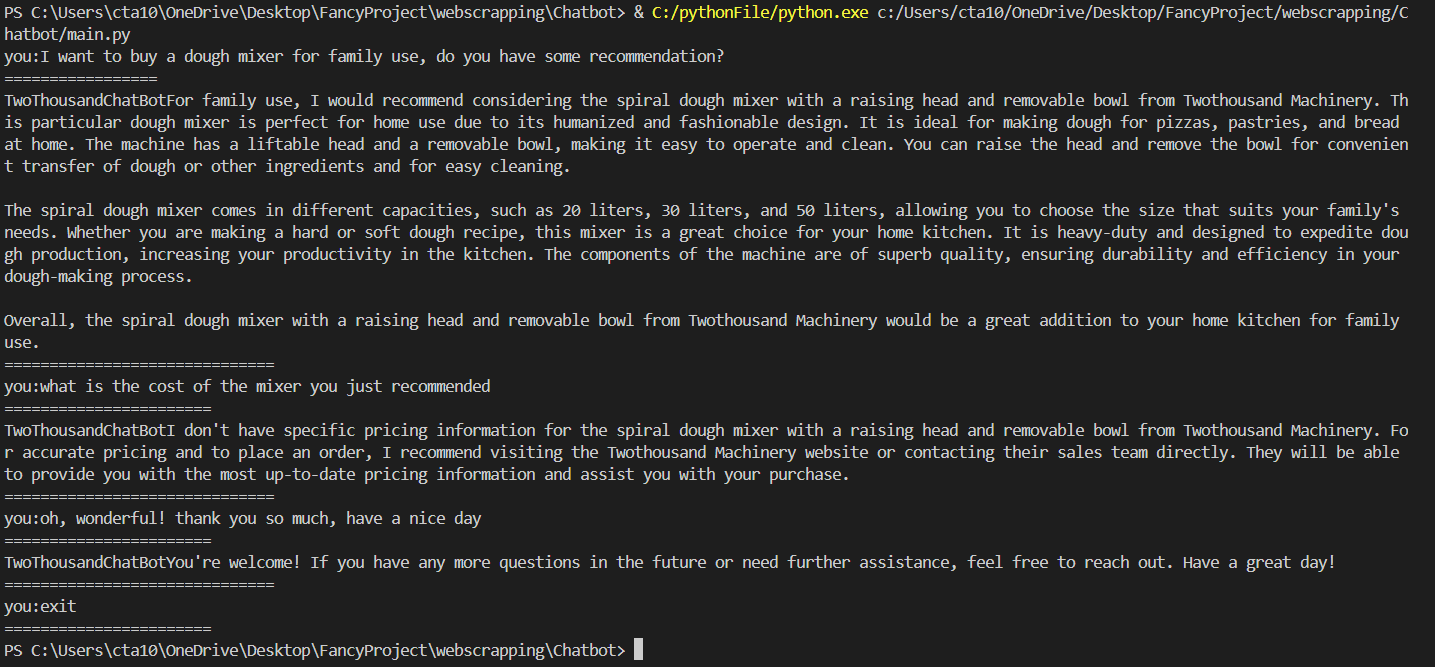 PS C:\Users\cta10\OneDrive\Desktop\FancyProject\webscrapping\Chatbot> & C:/pythonFile/python.exe c:/Users/cta10/OneDrive/Desktop/FancyProject/webscrapping/C
hatbot/main.py
you:I want to buy a dough mixer for family use, do you have some recommendation?
=================
TwoThousandChatBotFor family use, I would recommend considering the spiral dough mixer with a raising head and removable bowl from Twothousand Machinery. Th
is particular dough mixer is perfect for home use due to its humanized and fashionable design. It is ideal for making dough for pizzas, pastries, and bread
at home. The machine has a liftable head and a removable bowl, making it easy to operate and clean. You can raise the head and remove the bowl for convenien
t transfer of dough or other ingredients and for easy cleaning.

The spiral dough mixer comes in different capacities, such as 20 liters, 30 liters, and 50 liters, allowing you to choose the size that suits your family's
needs. Whether you are making a hard or soft dough recipe, this mixer is a great choice for your home kitchen. It is heavy-duty and designed to expedite dou
gh production, increasing your productivity in the kitchen. The components of the machine are of superb quality, ensuring durability and efficiency in your
dough-making process.

Overall, the spiral dough mixer with a raising head and removable bowl from Twothousand Machinery would be a great addition to your home kitchen for family
use.
==============================
you:what is the cost of the mixer you just recommended
=======================
TwoThousandChatBotI don't have specific pricing information for the spiral dough mixer with a raising head and removable bowl from Twothousand Machinery. Fo
r accurate pricing and to place an order, I recommend visiting the Twothousand Machinery website or contacting their sales team directly. They will be able
to provide you with the most up-to-date pricing information and assist you with your purchase.
==============================
you:oh, wonderful! thank you so much, have a nice day
=======================
TwoThousandChatBotYou're welcome! If you have any more questions in the future or need further assistance, feel free to reach out. Have a great day!
==============================
you:exit
=======================
PS C:\Users\cta10\OneDrive\Desktop\FancyProject\webscrapping\Chatbot>